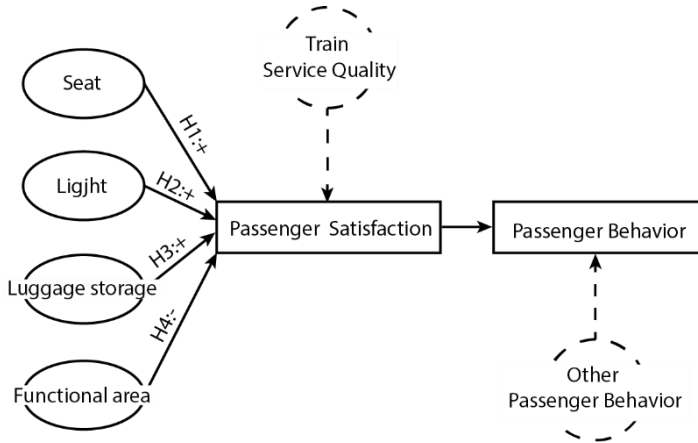 Train
Service Quality
Seat
H1:+
Ligjht
H2:+
Passenger Satisfaction
Passenger Behavior
H3:+
Luggage storage
H4:-
Functional area
Other
Passenger Behavior